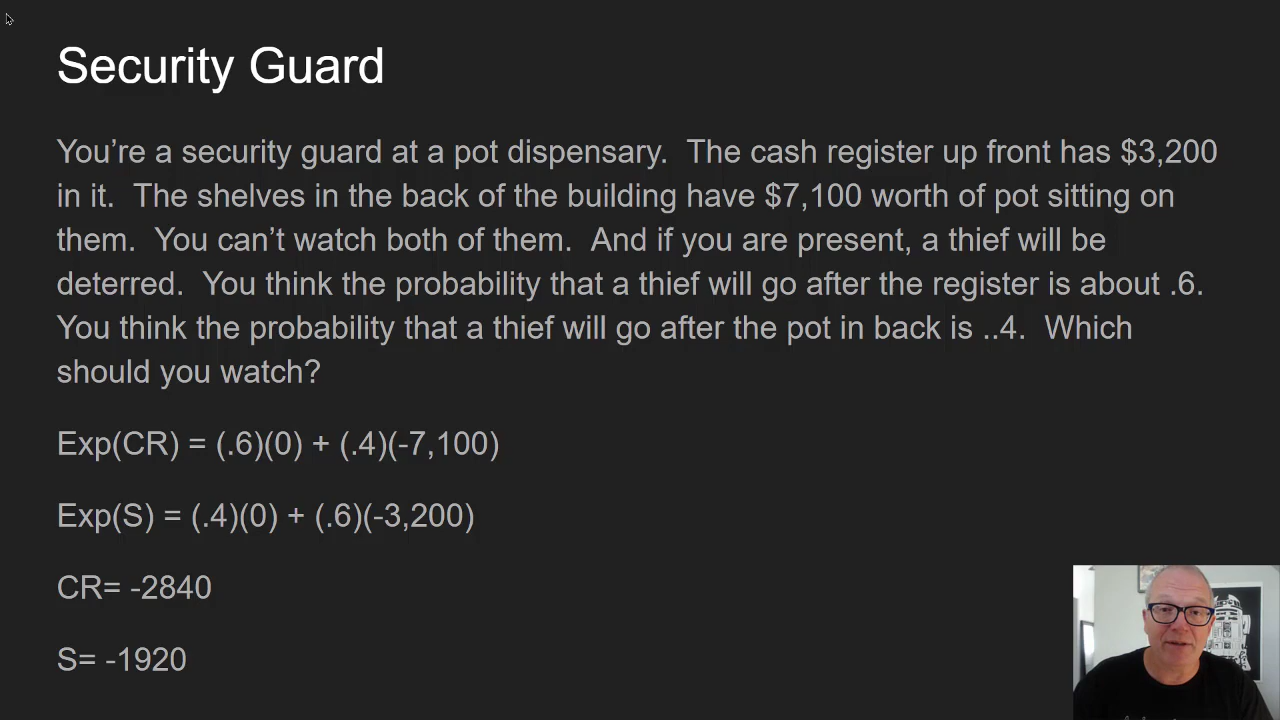 Security Guard
You’re a security guard at a pot dispensary.  The cash register up front has $3,200
in it.  The shelves in the back of the building have $7,100 worth of pot sitting on
them.  You can’t watch both of them.  And if you are present, a thief will be
deterred.  You think the probability that a thief will go after the register is about .6.
You think the probability that a thief will go after the pot in back is ..4.  Which
should you watch?
Exp(CR) = (.6)(0) + (.4)(-7,100)
Exp(S) = (.4)(0) + (.6)(-3,200)
CR= -2840
S= -1920